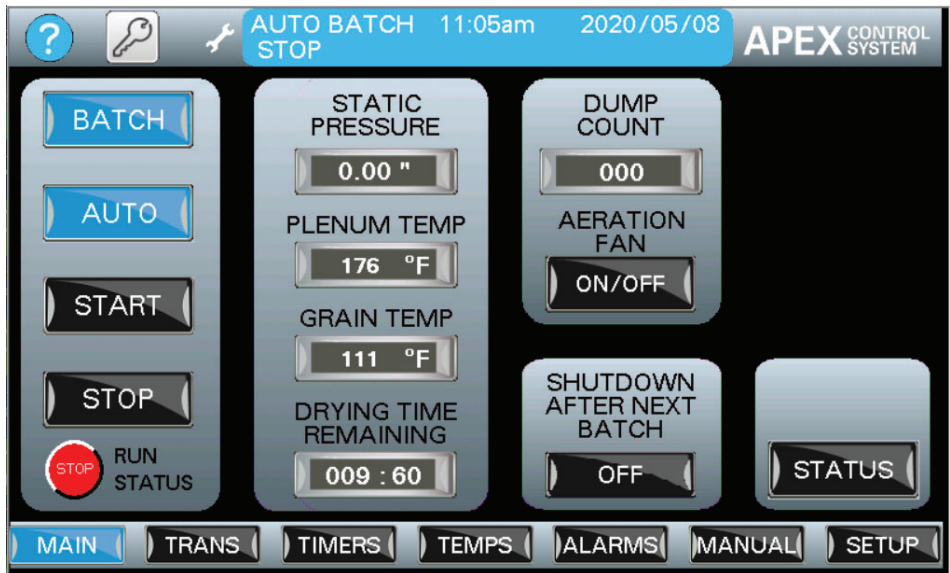 ?
AUTO BATCH 11:05am 2020/05/08
STOP
APEX CONTROL
SYSTEM
BATCH
AUTO
START
STOP
STOP
RUN
STATUS
STATIC
PRESSURE
0.00 "
PLENUM TEMP
176 °F
GRAIN TEMP
111 °F
DRYING TIME
REMAINING
009 : 60
DUMP
COUNT
000
AERATION
FAN
ON/OFF
SHUTDOWN
AFTER NEXT
BATCH
OFF
STATUS
MAIN TRANS TIMERS TEMPS ALARMS MANUAL SETUP